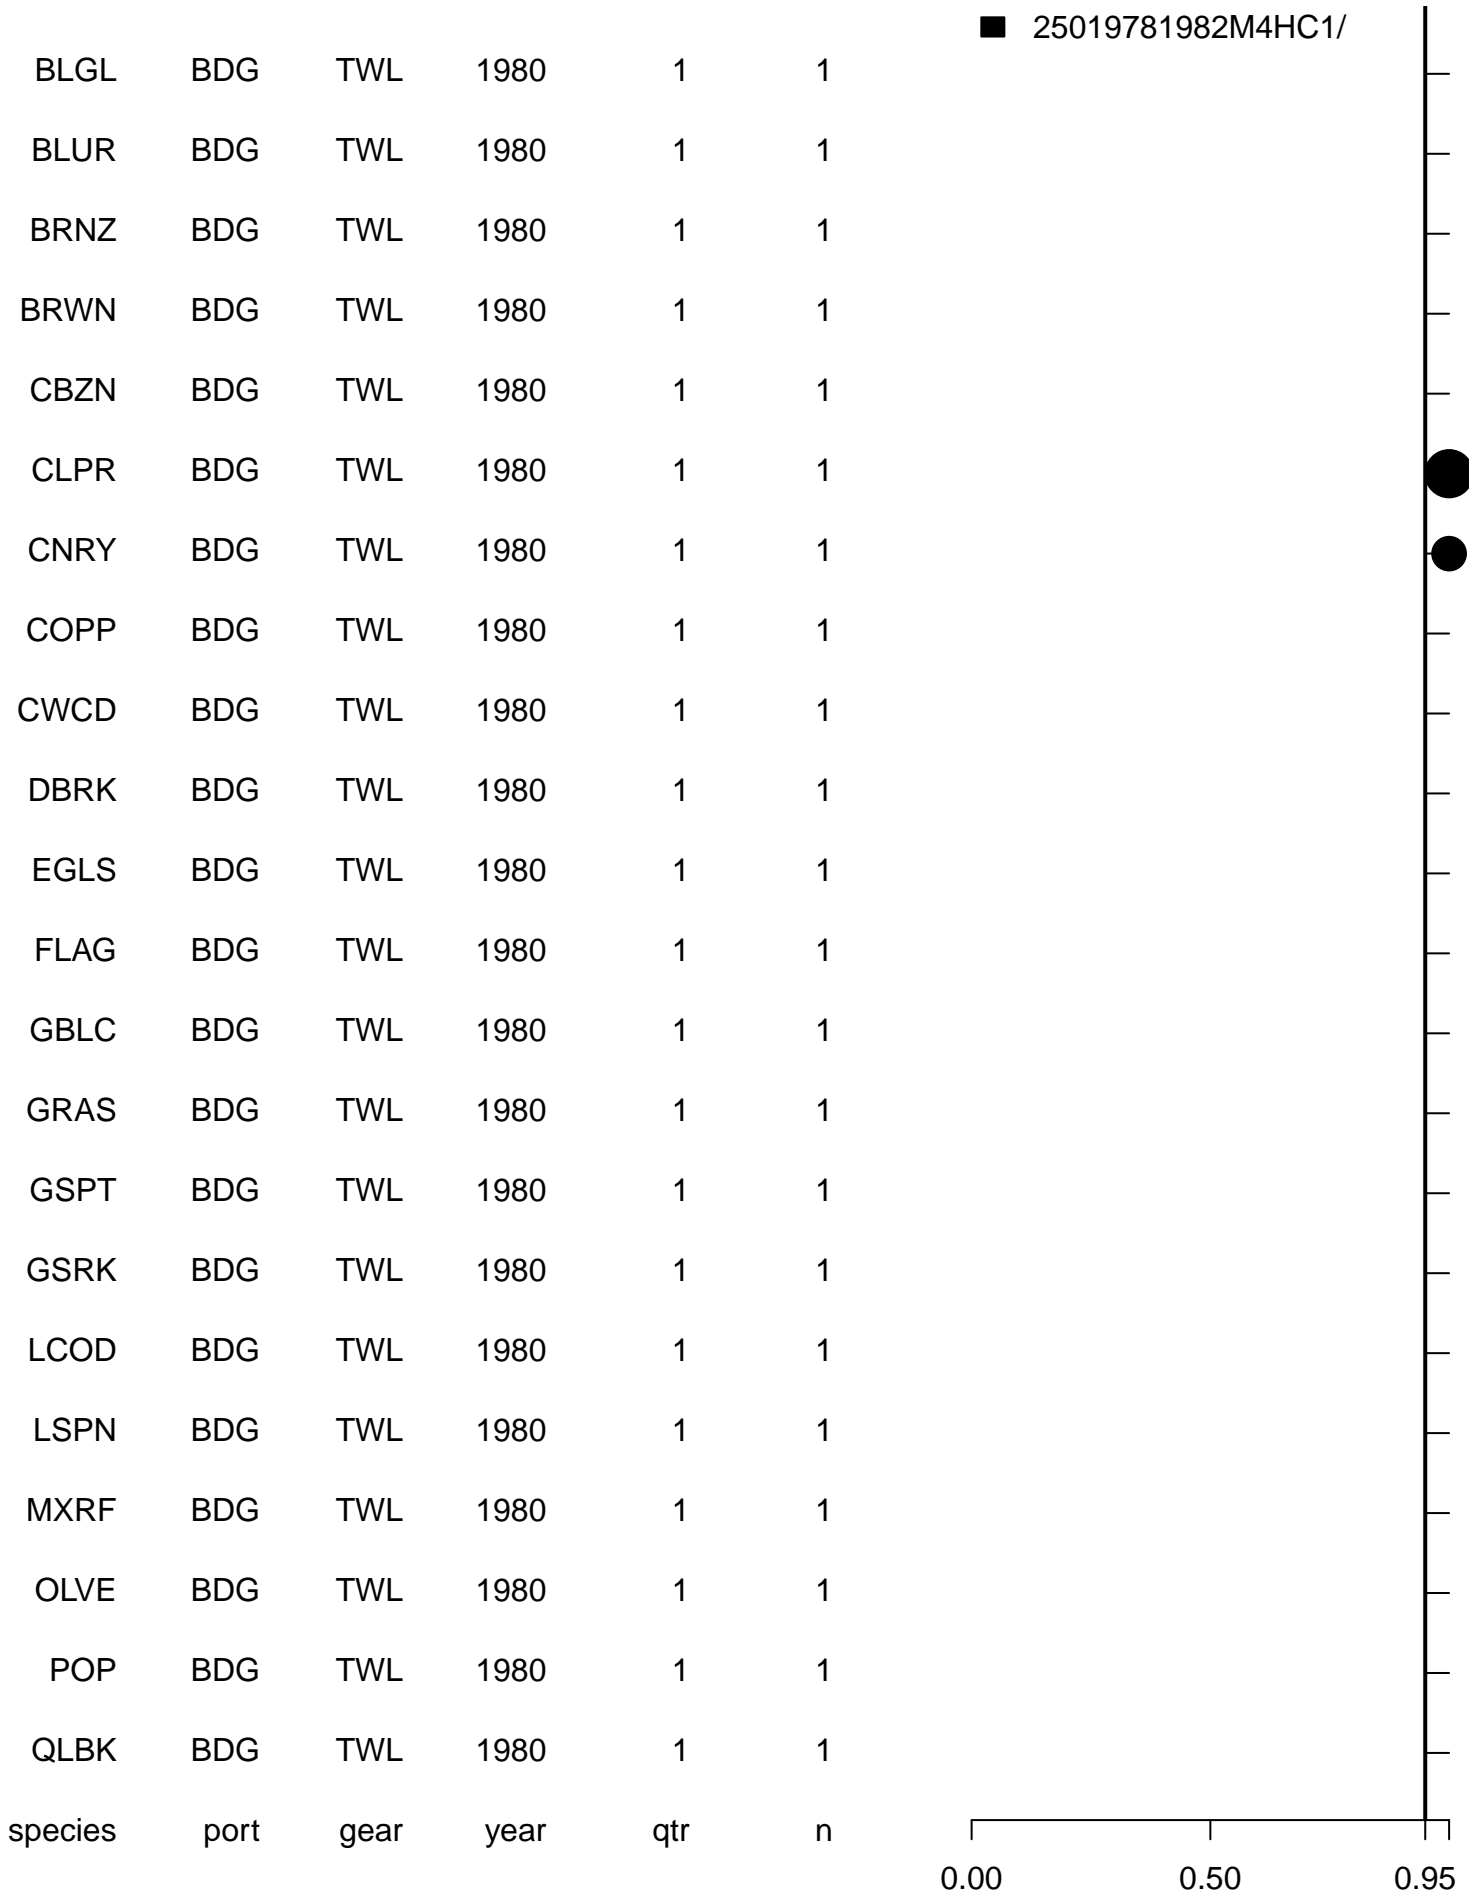 25019781982M4HC1/
BLGL BDG TWL 1980 1 1
BLUR BDG TWL 1980 1 1
BRNZ BDG TWL 1980 1 1
BRWN BDG TWL 1980 1 1
CBZN BDG TWL 1980 1 1
CLPR BDG TWL 1980 1 1
CNRY BDG TWL 1980 1 1
COPP BDG TWL 1980 1 1
CWCD BDG TWL 1980 1 1
DBRK BDG TWL 1980 1 1
EGLS BDG TWL 1980 1 1
FLAG BDG TWL 1980 1 1
GBLC BDG TWL 1980 1 1
GRAS BDG TWL 1980 1 1
GSPT BDG TWL 1980 1 1
GSRK BDG TWL 1980 1 1
LCOD BDG TWL 1980 1 1
LSPN BDG TWL 1980 1 1
MXRF BDG TWL 1980 1 1
OLVE BDG TWL 1980 1 1
POP BDG TWL 1980 1 1
QLBK BDG TWL 1980 1 1
species port gear year qtr n
0.00 0.50 0.95